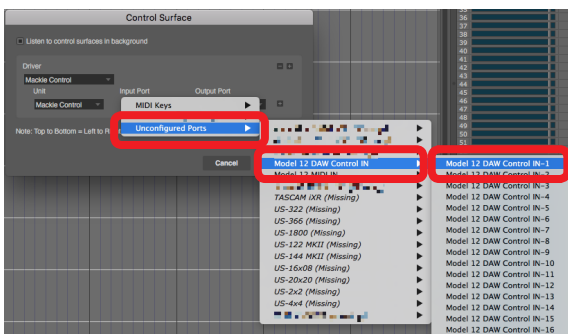 Control Surface
Listen to control surfaces in background
Driver
Mackie Control
Unit
Input Port
Output Port
Mackie Control
MIDI Keys
Unconfigured Ports
Note: Top to Bottom = Left to R
Cancel
Model 12 DAW Control IN
Model 12 MIDI IN
TASCAM iXR (Missing)
US-322 (Missing)
US-366 (Missing)
US-1800 (Missing)
US-122 MKII (Missing)
US-144 MKII (Missing)
US-16x08 (Missing)
US-20x20 (Missing)
US-2x2 (Missing)
US-4x4 (Missing)
36
37
38
39
40
41
42
43
44
45
46
47
48
49
50
51
Model 12 DAW Control IN-1
Model 12 DAW Control IN-2
Model 12 DAW Control IN-3
Model 12 DAW Control IN-4
Model 12 DAW Control IN-5
Model 12 DAW Control IN-6
Model 12 DAW Control IN-7
Model 12 DAW Control IN-8
Model 12 DAW Control IN-9
Model 12 DAW Control IN-10
Model 12 DAW Control IN-11
Model 12 DAW Control IN-12
Model 12 DAW Control IN-13
Model 12 DAW Control IN-14
Model 12 DAW Control IN-15
Model 12 DAW Control IN-16